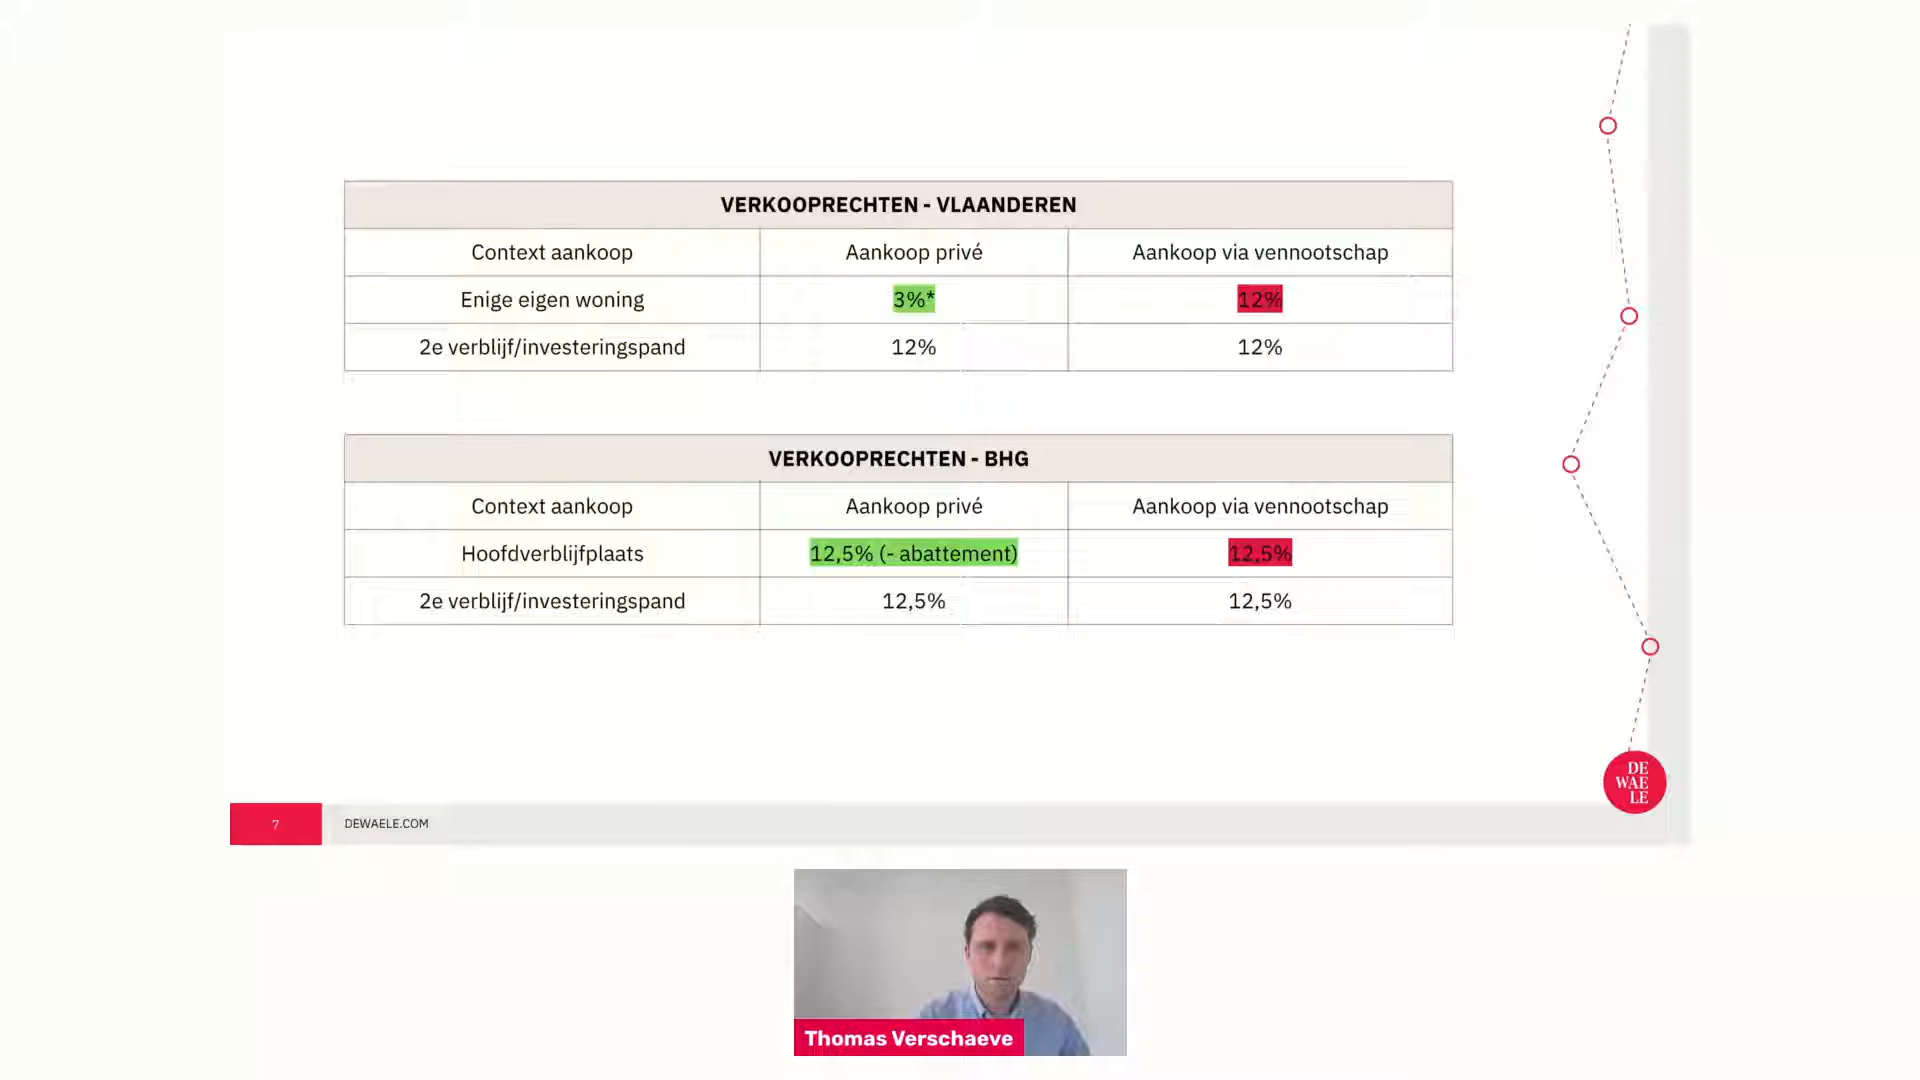 VERKOOPRECHTEN - VLAANDEREN
Context aankoop Aankoop privé Aankoop via vennootschap
Enige eigen woning 3%* 12%
2e verblijf/investeringspand 12% 12%
VERKOOPRECHTEN - BHG
Context aankoop Aankoop privé Aankoop via vennootschap
Hoofdverblijfplaats 12,5% (- abattement) 12,5%
2e verblijf/investeringspand 12,5% 12,5%
DE
WAE
LE
7 DEWAELE.COM
Thomas Verschaeve